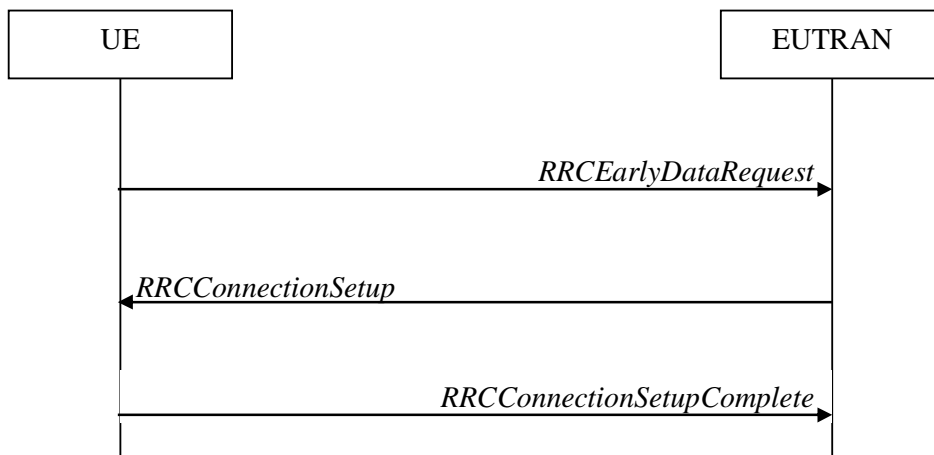 UE
EUTRAN
RRCEarlyDataRequest
RRCConnectionSetup
RRCConnectionSetupComplete